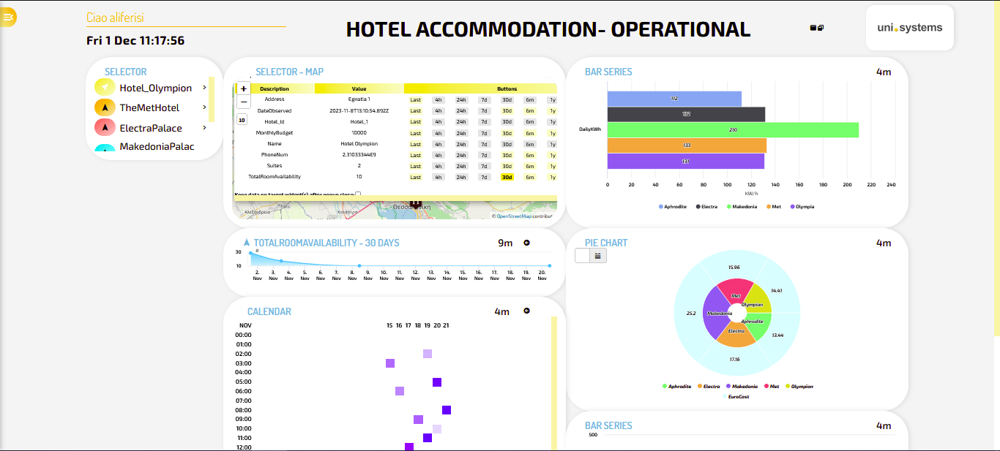 Ciao aliferisi
Fri 1 Dec 11:17:56
HOTEL ACCOMMODATION- OPERATIONAL
uni.systems
SELECTOR
Hotel_Olympion
TheMetHotel
ElectraPalace
MakedoniaPalac
SELECTOR - MAP
+
−
10
Description Value Buttons
Address Egnatia 1 Last 4h 24h 7d 30d 6m 1y
DateObserved 2023-11-8T13:10:54.892Z Last 4h 24h 7d 30d 6m 1y
Hotel_Id Hotel_1 Last 4h 24h 7d 30d 6m 1y
MonthlyBudget 10000 Last 4h 24h 7d 30d 6m 1y
Name Hotel Olympion Last 4h 24h 7d 30d 6m 1y
PhoneNum 2.31033344E9 Last 4h 24h 7d 30d 6m 1y
Suites 2 Last 4h 24h 7d 30d 6m 1y
TotalRoomAvailability 10 Last 4h 24h 7d 30d 6m 1y
Keep data on target widget(s) after popup close:
Θεσσαλονίκη
© OpenStreetMap contribut
BAR SERIES 4m
112
132
DailyKWh 210
133
131
0 20 40 60 80 100 120 140 160 180 200 220 240
KW/h
Aphrodite Electra Makedonia Met Olympia
TOTALROOMAVAILABILITY - 30 DAYS 9m
#
30
10
2. 3. 4. 5. 6. 7. 8. 9. 10. 11. 12. 13. 14. 15. 16. 17. 18. 19. 20.
Nov Nov Nov Nov Nov Nov Nov Nov Nov Nov Nov Nov Nov Nov Nov Nov Nov Nov Nov
PIE CHART 4m
15.96
14.41
Met
Olympion
25.2 Makedonia
Aphrodite
Electra
13.44
17.16
Aphrodite Electra Makedonia Met Olympion
EuroCost
CALENDAR 4m
NOV 15 16 17 18 19 20 21
00:00
01:00
02:00
03:00
04:00
05:00
06:00
07:00
08:00
09:00
10:00
11:00
12:00
BAR SERIES 4m
500